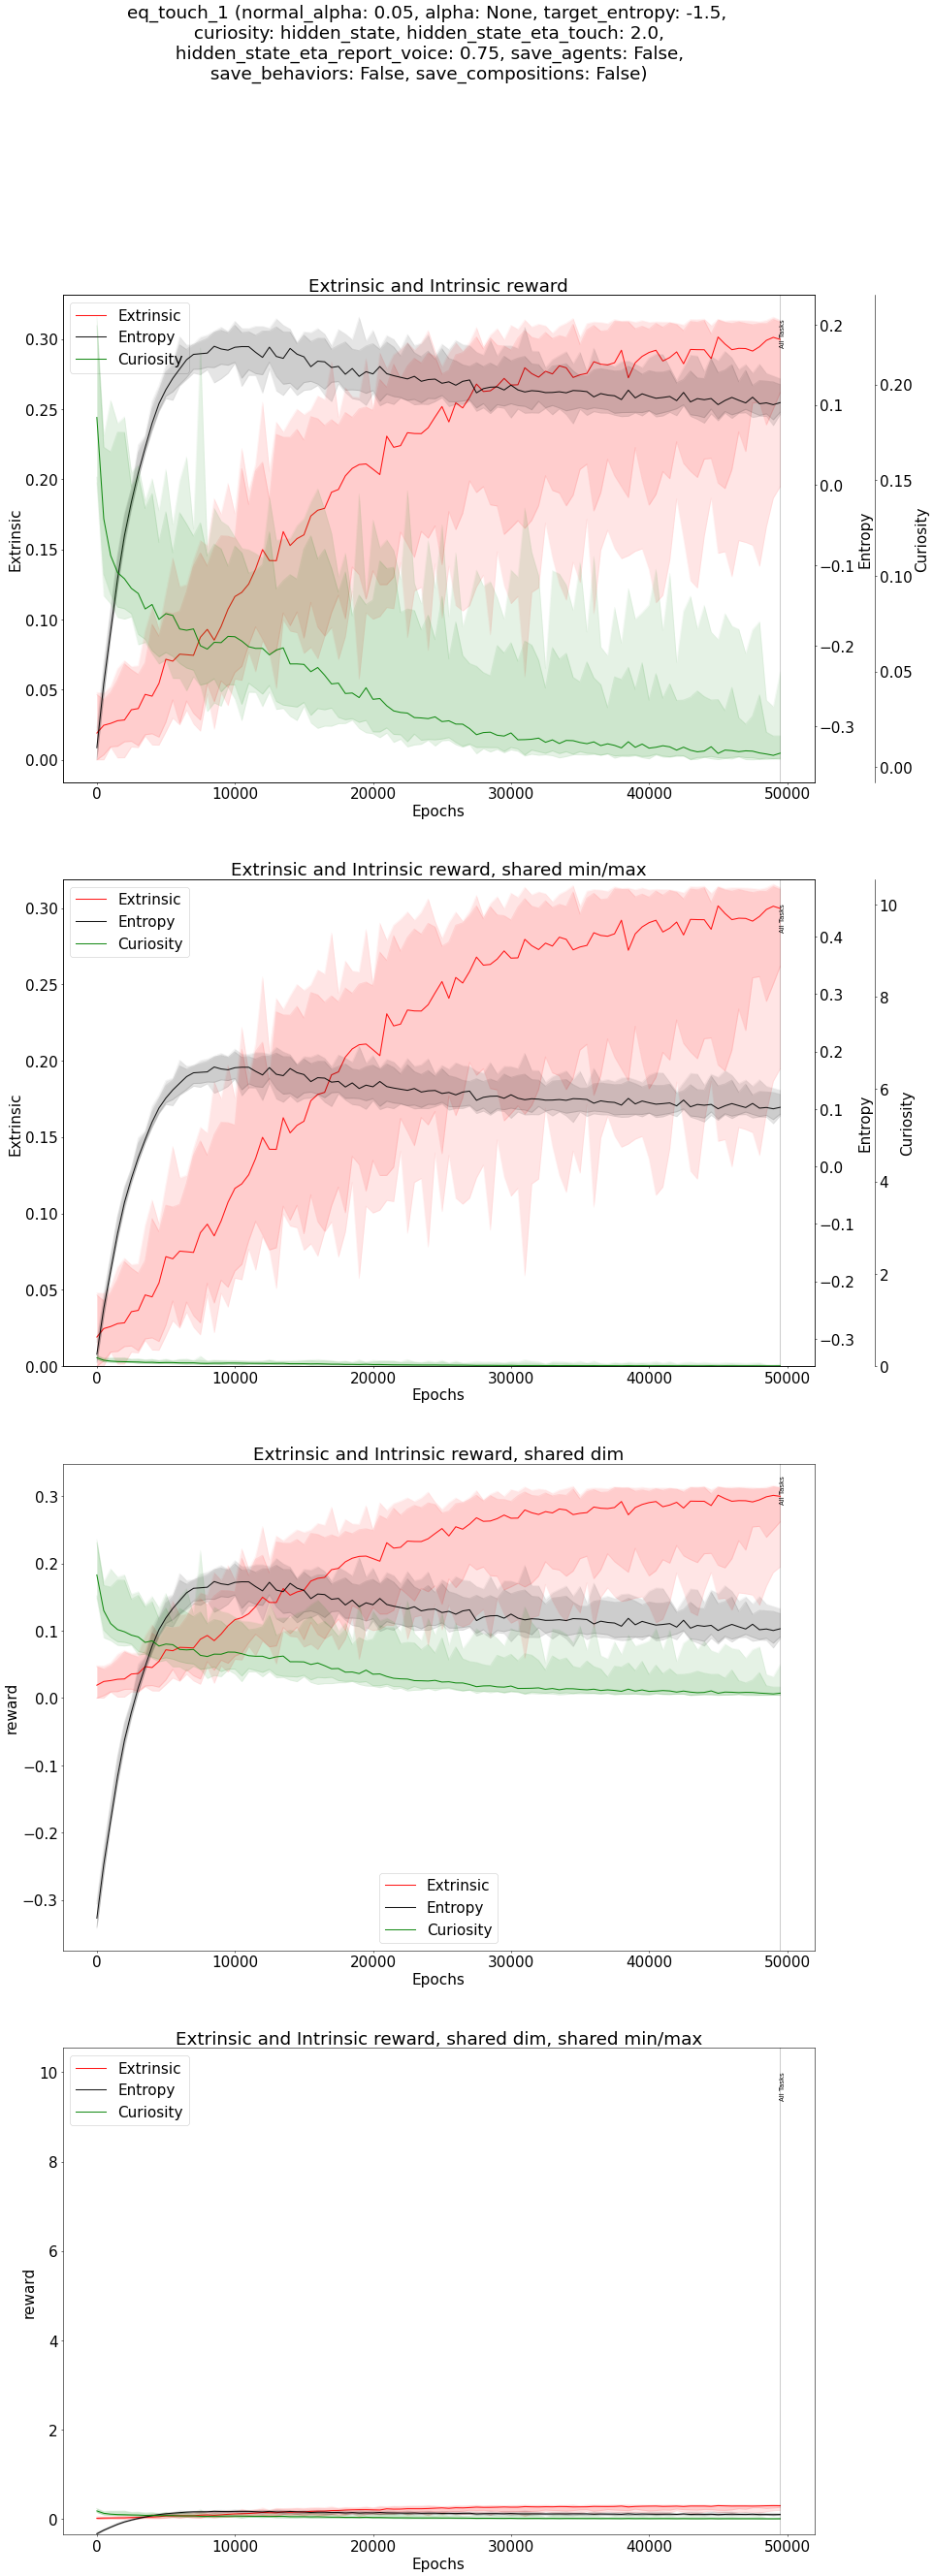 eq_touch_1 (normal_alpha: 0.05, alpha: None, target_entropy: -1.5,
curiosity: hidden_state, hidden_state_eta_touch: 2.0,
hidden_state_eta_report_voice: 0.75, save_agents: False,
save_behaviors: False, save_compositions: False)
Extrinsic and Intrinsic reward
Extrinsic
Entropy
Curiosity
All Tasks
0.30
0.25
0.20
0.15
0.10
0.05
0.00
Extrinsic
0.2
0.1
0.0
−0.1
−0.2
−0.3
Entropy
0.20
0.15
0.10
0.05
0.00
Curiosity
0 10000 20000 30000 40000 50000
Epochs
Extrinsic and Intrinsic reward, shared min/max
Extrinsic
Entropy
Curiosity
All Tasks
0.30
0.25
0.20
0.15
0.10
0.05
0.00
Extrinsic
0.4
0.3
0.2
0.1
0.0
−0.1
−0.2
−0.3
Entropy
10
8
6
4
2
0
Curiosity
0 10000 20000 30000 40000 50000
Epochs
Extrinsic and Intrinsic reward, shared dim
All Tasks
0.3
0.2
0.1
0.0
−0.1
−0.2
−0.3
reward
Extrinsic
Entropy
Curiosity
0 10000 20000 30000 40000 50000
Epochs
Extrinsic and Intrinsic reward, shared dim, shared min/max
Extrinsic
Entropy
Curiosity
All Tasks
10
8
6
4
2
0
reward
0 10000 20000 30000 40000 50000
Epochs